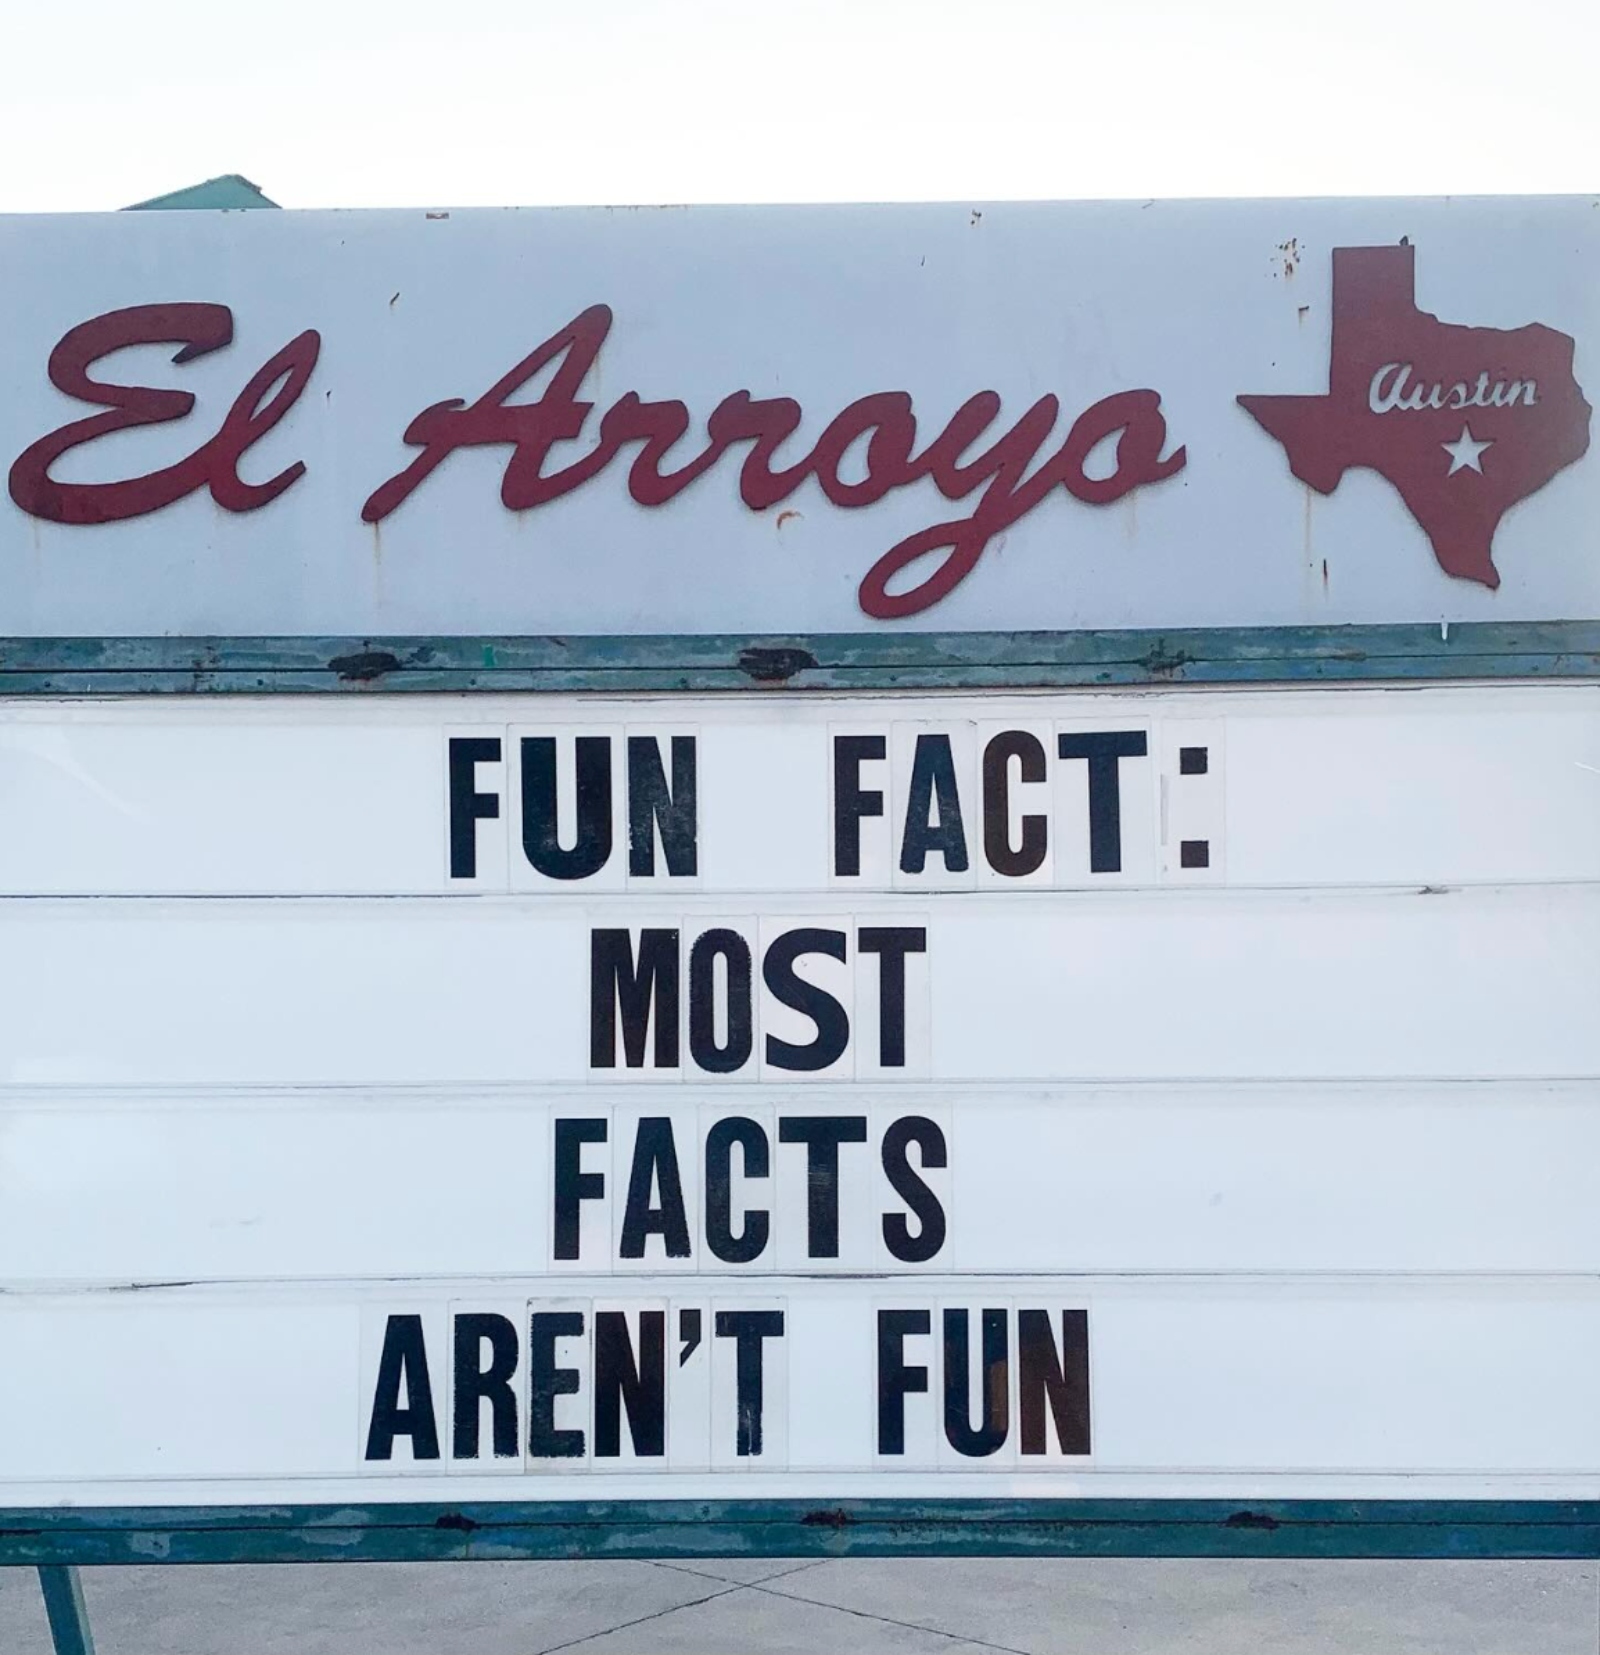 El Arroyo
Austin
FUN FACT:
MOST
FACTS
AREN'T FUN